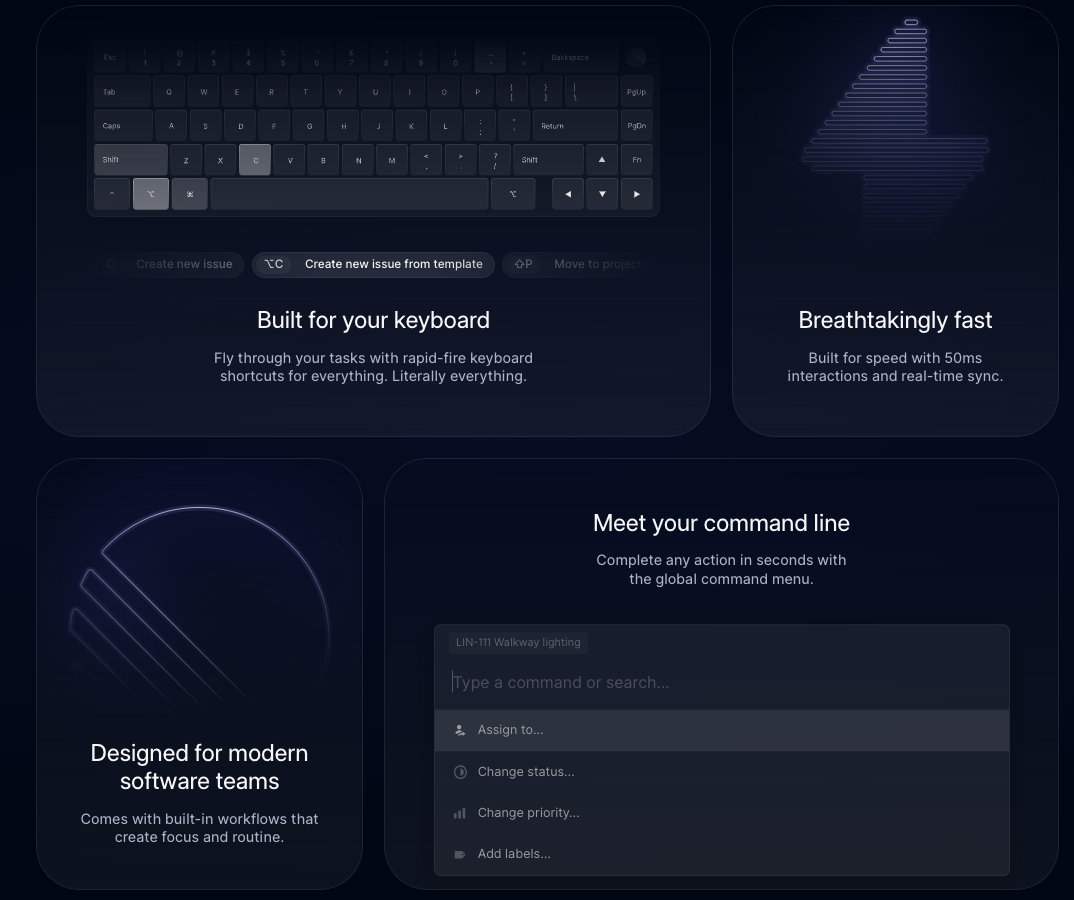 Esc ! 1 @ 2 # 3 $ 4 % 5 ^ 6 & 7 * 8 ( 9 ) 0 - + = Backspace
Tab Q W E R T Y U I O P { [ } ] | \ PgUp
Caps A S D F G H J K L : ; " ' Return PgDn
Shift Z X C V B N M < , > . ? / Shift ▲ Fn
^ ⌥ ⌘ ⌥ ◀ ▼ ▶
C Create new issue ⌥C Create new issue from template ⇧P Move to project
Built for your keyboard
Fly through your tasks with rapid-fire keyboard
shortcuts for everything. Literally everything.
Breathtakingly fast
Built for speed with 50ms
interactions and real-time sync.
Designed for modern
software teams
Comes with built-in workflows that
create focus and routine.
Meet your command line
Complete any action in seconds with
the global command menu.
LIN-111 Walkway lighting
Type a command or search...
Assign to...
Change status...
Change priority...
Add labels...